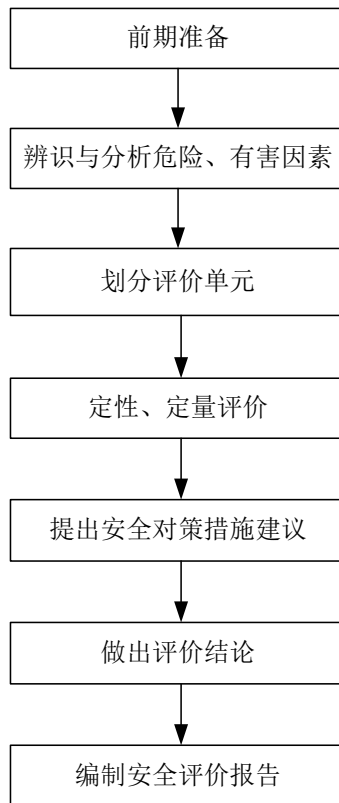 前期准备
辨识与分析危险、有害因素
划分评价单元
定性、定量评价
提出安全对策措施建议
做出评价结论
编制安全评价报告